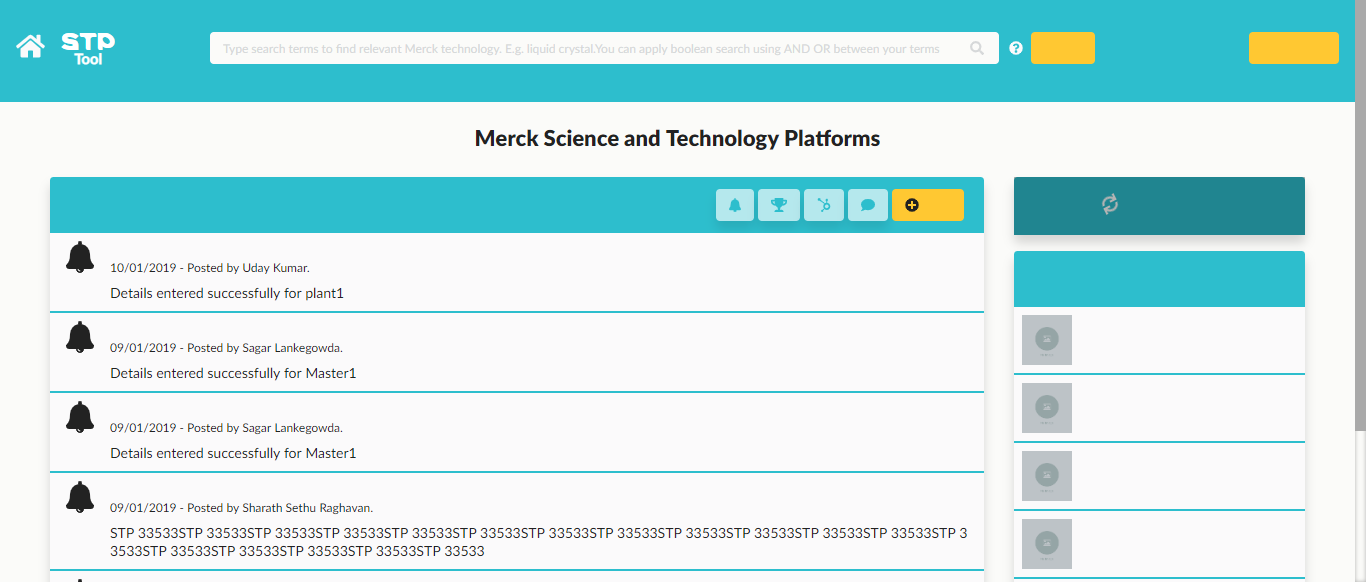 STP
Tool
Type search terms to find relevant Merck technology. E.g. liquid crystal.You can apply boolean search using AND OR between your terms
Merck Science and Technology Platforms
10/01/2019 - Posted by Uday Kumar.
Details entered successfully for plant1
09/01/2019 - Posted by Sagar Lankegowda.
Details entered successfully for Master1
09/01/2019 - Posted by Sagar Lankegowda.
Details entered successfully for Master1
09/01/2019 - Posted by Sharath Sethu Raghavan.
STP 33533STP 33533STP 33533STP 33533STP 33533STP 33533STP 33533STP 33533STP 33533STP 33533STP 33533STP 33533STP 3
3533STP 33533STP 33533STP 33533STP 33533STP 33533